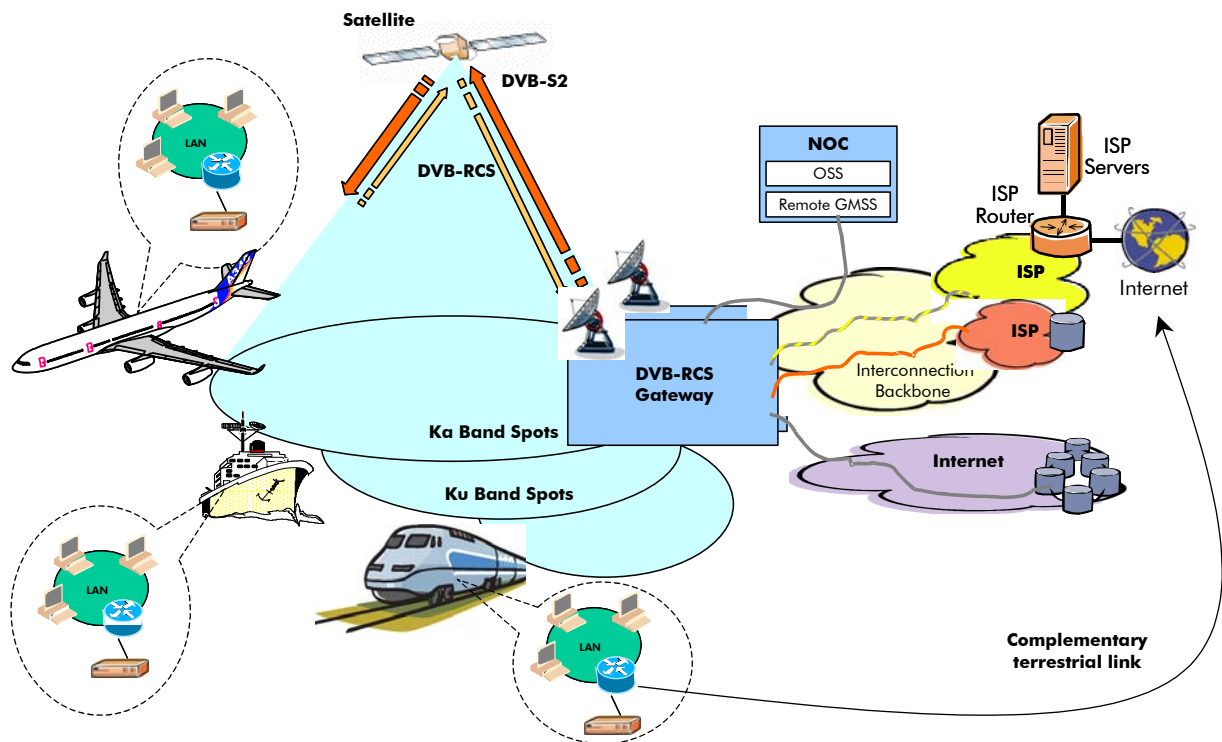 Satellite
DVB-S2
DVB-RCS
LAN
NOC
OSS
Remote GMSS
ISP
Servers
ISP
Router
ISP
Internet
ISP
Interconnection
Backbone
DVB-RCS
Gateway
Ka Band Spots
Internet
Ku Band Spots
LAN
LAN
Complementary
terrestrial link